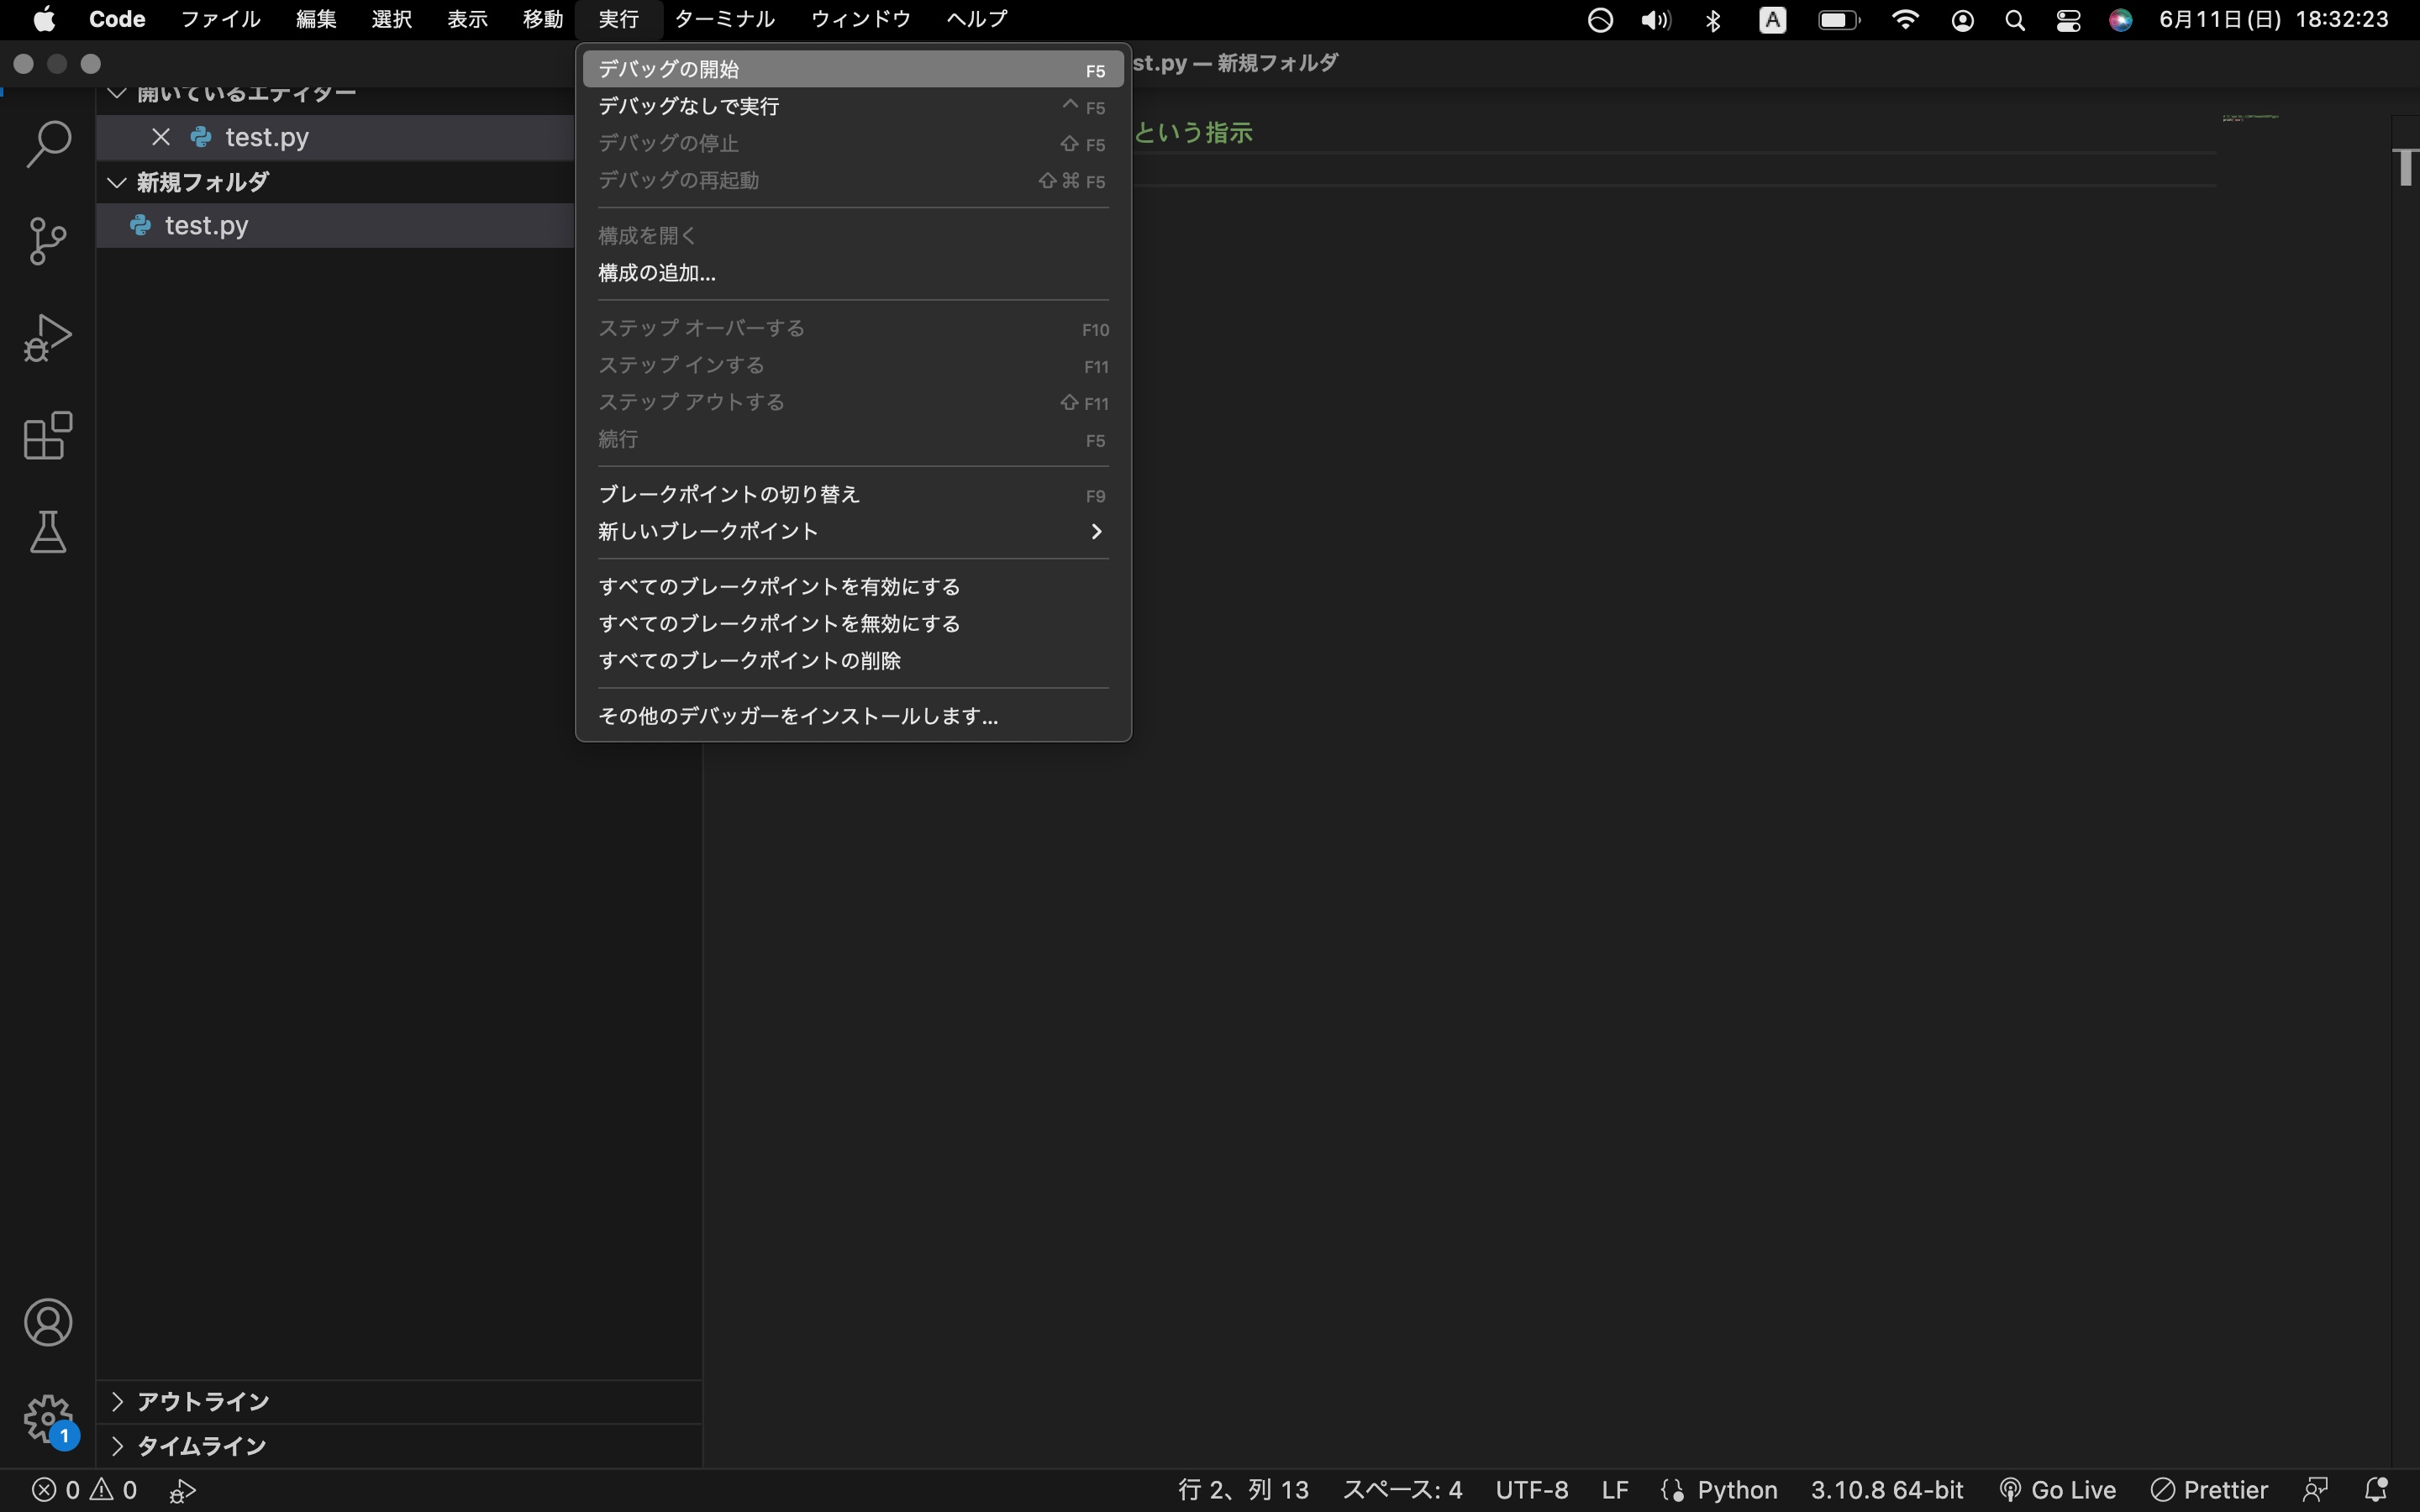 Code ファイル 編集 選択 表示 移動 実行 ターミナル ウィンドウ ヘルプ A 6月11日(日) 18:32:23
st.py — 新規フォルダ
開いているエディター
test.py
新規フォルダ
test.py
デバッグの開始 F5
デバッグなしで実行 ^ F5
デバッグの停止 ⇧ F5
デバッグの再起動 ⇧⌘ F5
構成を開く
構成の追加...
ステップ オーバーする F10
ステップ インする F11
ステップ アウトする ⇧ F11
続行 F5
ブレークポイントの切り替え F9
新しいブレークポイント
すべてのブレークポイントを有効にする
すべてのブレークポイントを無効にする
すべてのブレークポイントの削除
その他のデバッガーをインストールします...
という指示
アウトライン
タイムライン
1
0 0 行 2、列 13 スペース: 4 UTF-8 LF Python 3.10.8 64-bit Go Live Prettier